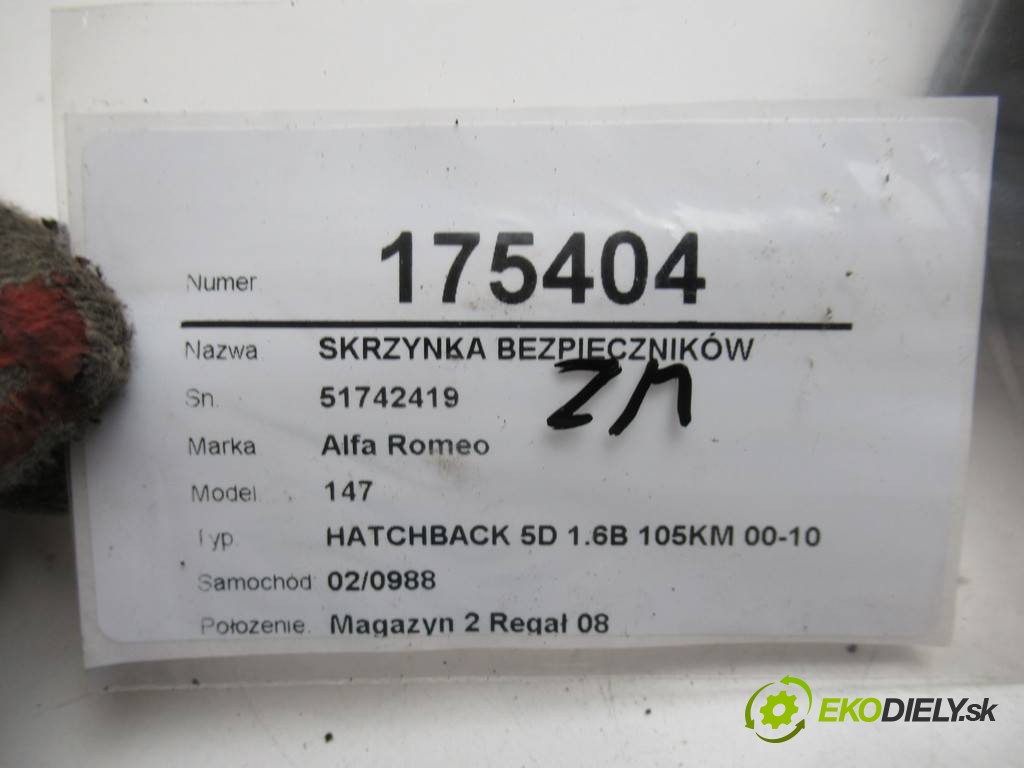 Numer 175404
Nazwa SKRZYNKA BEZPIECZNIKÓW
Sn. 51742419
Marka Alfa Romeo
Model 147
Typ HATCHBACK 5D 1.6B 105KM 00-10
Samochód 02/0988
Położenie. Magazyn 2 Regał 08
EKODIELY.sk